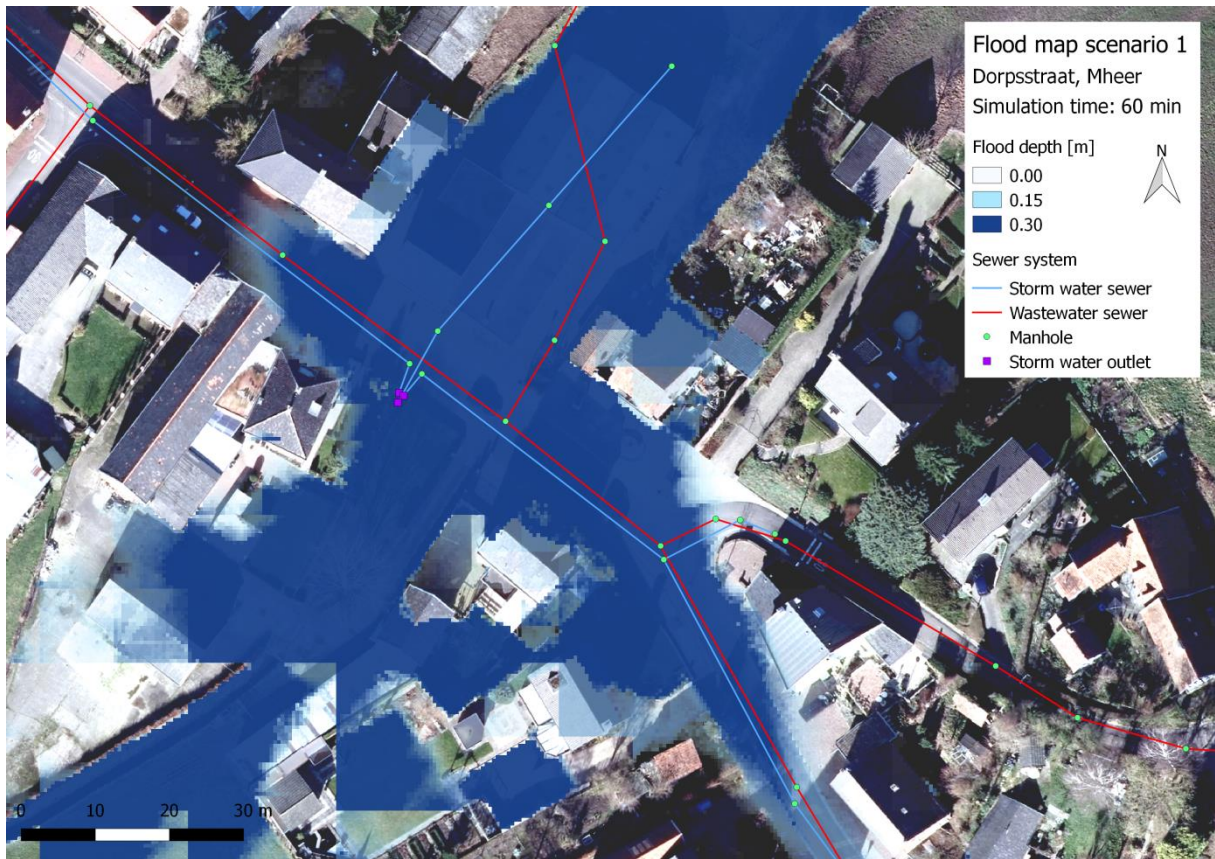 Flood map scenario 1
Dorpsstraat, Mheer
Simulation time: 60 min
Flood depth [m]
N
0.00
0.15
0.30
Sewer system
Storm water sewer
Wastewater sewer
Manhole
Storm water outlet
0 10 20 30 m